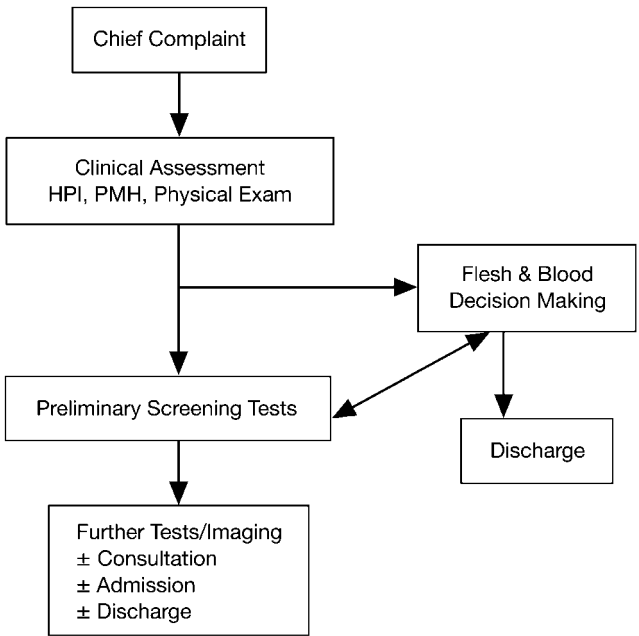 Chief Complaint
Clinical Assessment
HPI, PMH, Physical Exam
Flesh & Blood
Decision Making
Preliminary Screening Tests
Discharge
Further Tests/Imaging
± Consultation
± Admission
± Discharge